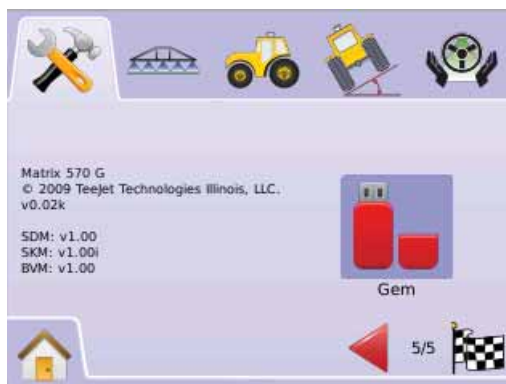 Matrix 570 G
© 2009 TeeJet Technologies Illinois, LLC.
v0.02k
SDM: v1.00
SKM: v1.00i
BVM: v1.00
Gem
5/5